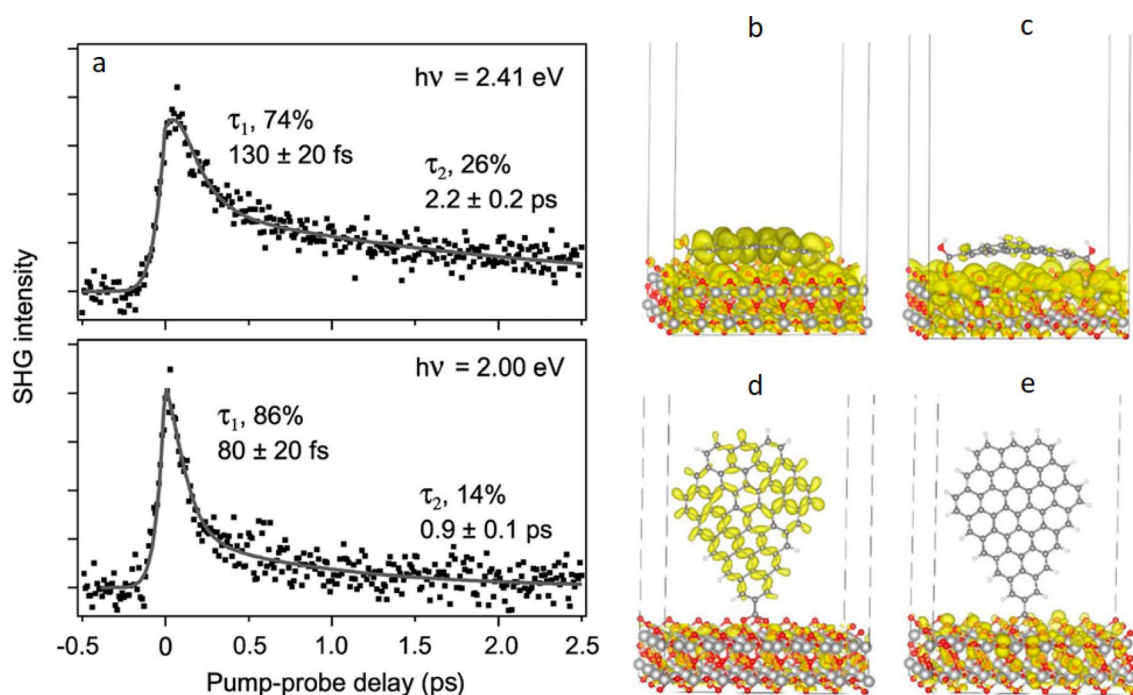 a
hν = 2.41 eV
τ₁, 74%
130 ± 20 fs
τ₂, 26%
2.2 ± 0.2 ps
hν = 2.00 eV
τ₁, 86%
80 ± 20 fs
τ₂, 14%
0.9 ± 0.1 ps
SHG intensity
-0.5 0 0.5 1.0 1.5 2.0 2.5
Pump-probe delay (ps)
b
c
d
e